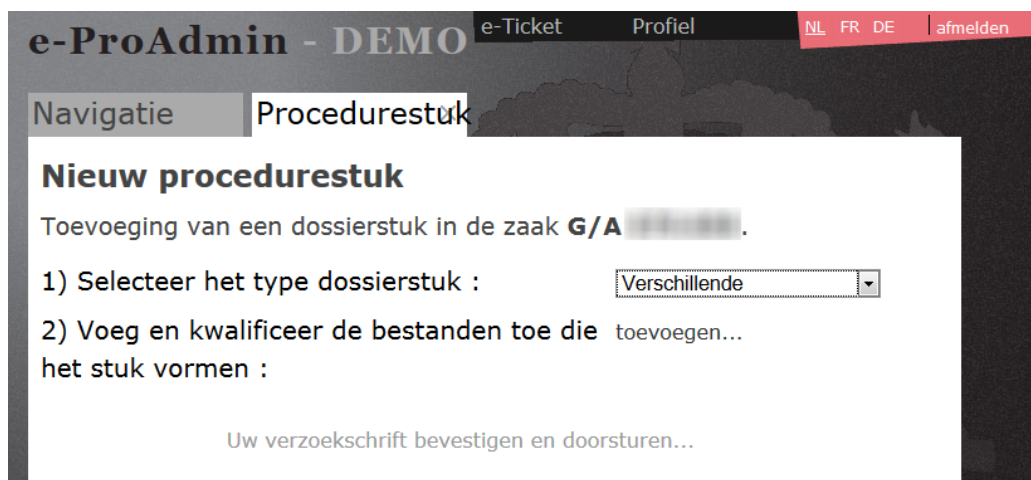 e-ProAdmin - DEMO e-Ticket Profiel NL FR DE afmelden
Navigatie Procedurestuk
Nieuw procedurestuk
Toevoeging van een dossierstuk in de zaak G/A .
1) Selecteer het type dossierstuk : Verschillende
2) Voeg en kwalificeer de bestanden toe die toevoegen...
het stuk vormen :
Uw verzoekschrift bevestigen en doorsturen...